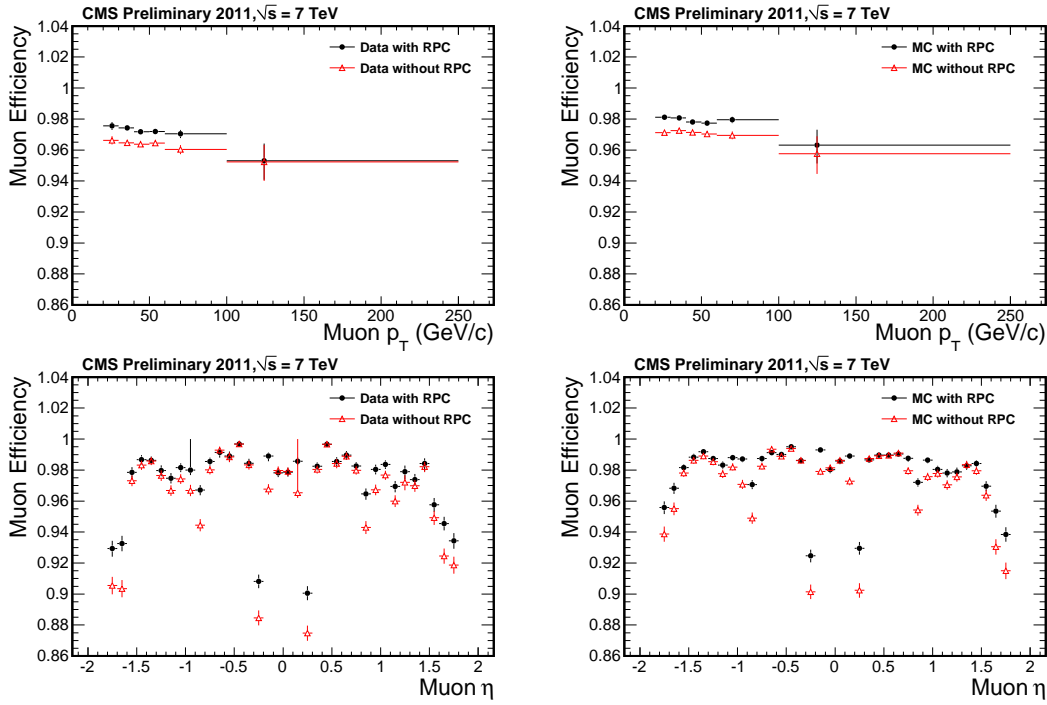 CMS Preliminary 2011,√s = 7 TeV
Muon Efficiency
1.04
1.02
1
0.98
0.96
0.94
0.92
0.9
0.88
0.86
Data with RPC
Data without RPC
0 50 100 150 200 250
Muon p_T (GeV/c)
CMS Preliminary 2011,√s = 7 TeV
Muon Efficiency
1.04
1.02
1
0.98
0.96
0.94
0.92
0.9
0.88
0.86
MC with RPC
MC without RPC
0 50 100 150 200 250
Muon p_T (GeV/c)
CMS Preliminary 2011,√s = 7 TeV
Muon Efficiency
1.04
1.02
1
0.98
0.96
0.94
0.92
0.9
0.88
0.86
Data with RPC
Data without RPC
-2 -1.5 -1 -0.5 0 0.5 1 1.5 2
Muon η
CMS Preliminary 2011,√s = 7 TeV
Muon Efficiency
1.04
1.02
1
0.98
0.96
0.94
0.92
0.9
0.88
0.86
MC with RPC
MC without RPC
-2 -1.5 -1 -0.5 0 0.5 1 1.5 2
Muon η